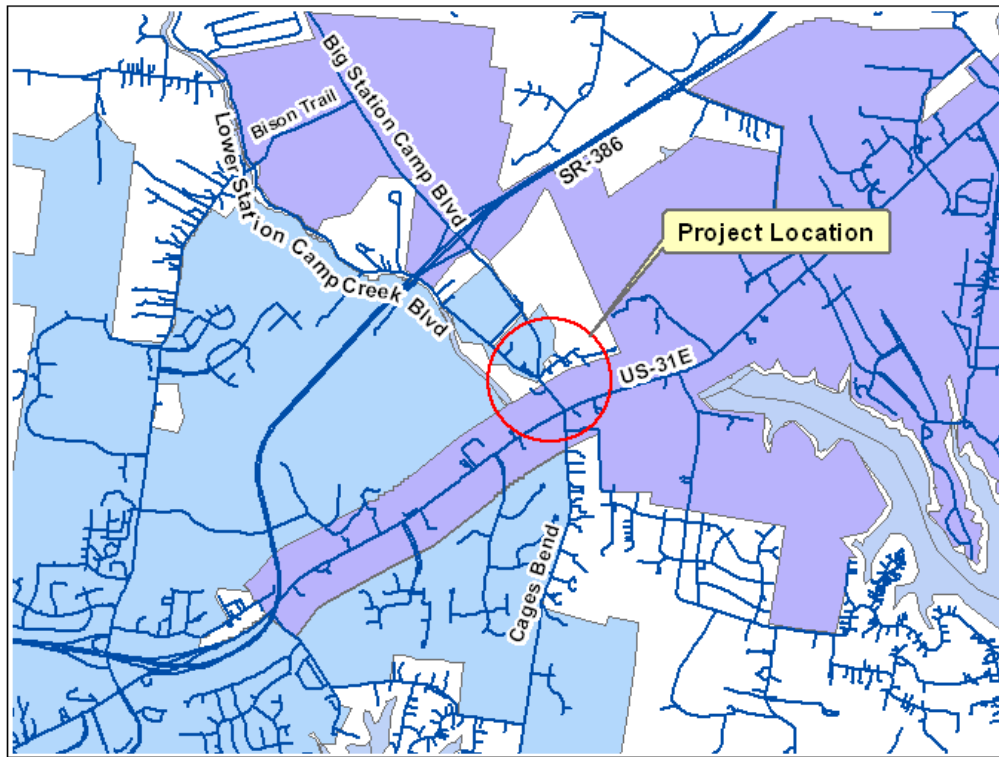 Big Station Camp Blvd
Bison Trail
Lower Station Camp Creek Blvd
SR-386
Project Location
US-31E
Cages Bend